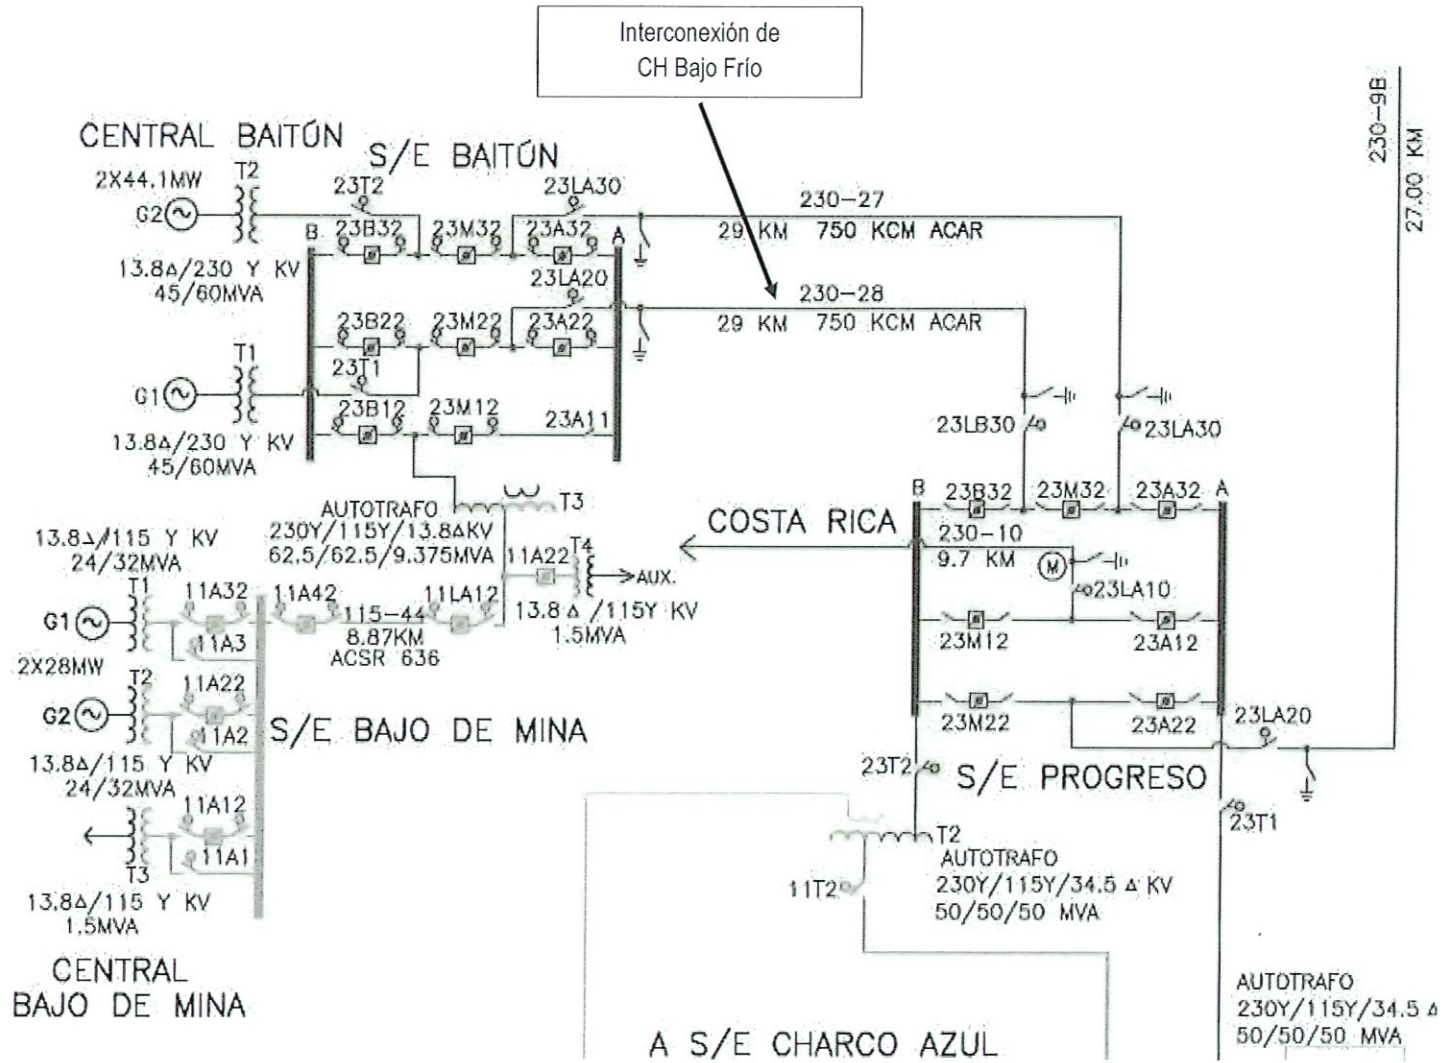 Interconexión de
CH Bajo Frío
230-9B
27.00 KM
CENTRAL BAITÚN
S/E BAITÚN
2X44.1MW
T2
G2
13.8Δ/230 Y KV
45/60MVA
23T2
23LA30
B
23B32
23M32
23A32
A
230-27
29 KM 750 KCM ACAR
23LA20
230-28
29 KM 750 KCM ACAR
23B22
23M22
23A22
T1
G1
23T1
13.8Δ/230 Y KV
45/60MVA
23B12
23M12
23A11
23LB30
23LA30
AUTOTRAFO
230Y/115Y/13.8ΔKV
62.5/62.5/9.375MVA
T3
11A22
T4
AUX.
13.8 Δ /115Y KV
1.5MVA
COSTA RICA
B
23B32
23M32
23A32
A
230-10
9.7 KM
M
23LA10
23M12
23A12
23M22
23A22
23LA20
13.8Δ/115 Y KV
24/32MVA
T1
G1
11A32
11A42
115-44
8.87KM
ACSR 636
11LA12
11A3
2X28MW
T2
G2
11A22
11A2
S/E BAJO DE MINA
13.8Δ/115 Y KV
24/32MVA
11A12
11A1
T3
13.8Δ/115 Y KV
1.5MVA
CENTRAL
BAJO DE MINA
23T2
S/E PROGRESO
23T1
T2
AUTOTRAFO
230Y/115Y/34.5 Δ KV
50/50/50 MVA
11T2
AUTOTRAFO
230Y/115Y/34.5 Δ
50/50/50 MVA
A S/E CHARCO AZUL